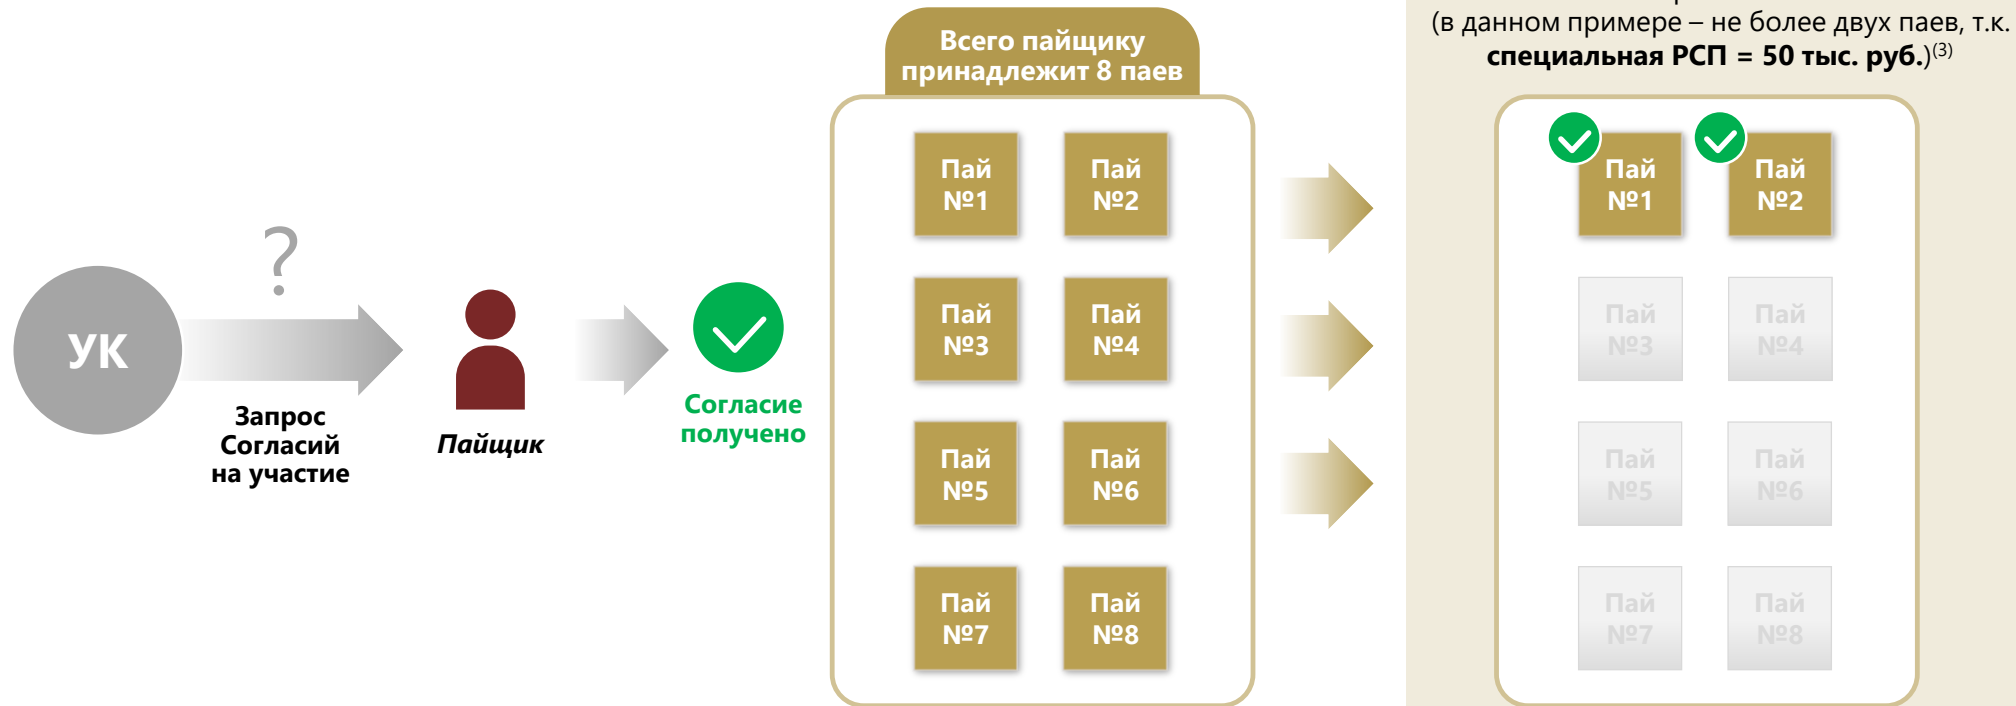 УК
?
Запрос
Согласий
на участие
Пайщик
Согласие
получено
Всего пайщику
принадлежит 8 паев
Пай
№1
Пай
№2
Пай
№3
Пай
№4
Пай
№5
Пай
№6
Пай
№7
Пай
№8
(в данном примере – не более двух паев, т.к.
специальная РСП = 50 тыс. руб.)(3)
Пай
№1
Пай
№2
Пай
№3
Пай
№4
Пай
№5
Пай
№6
Пай
№7
Пай
№8